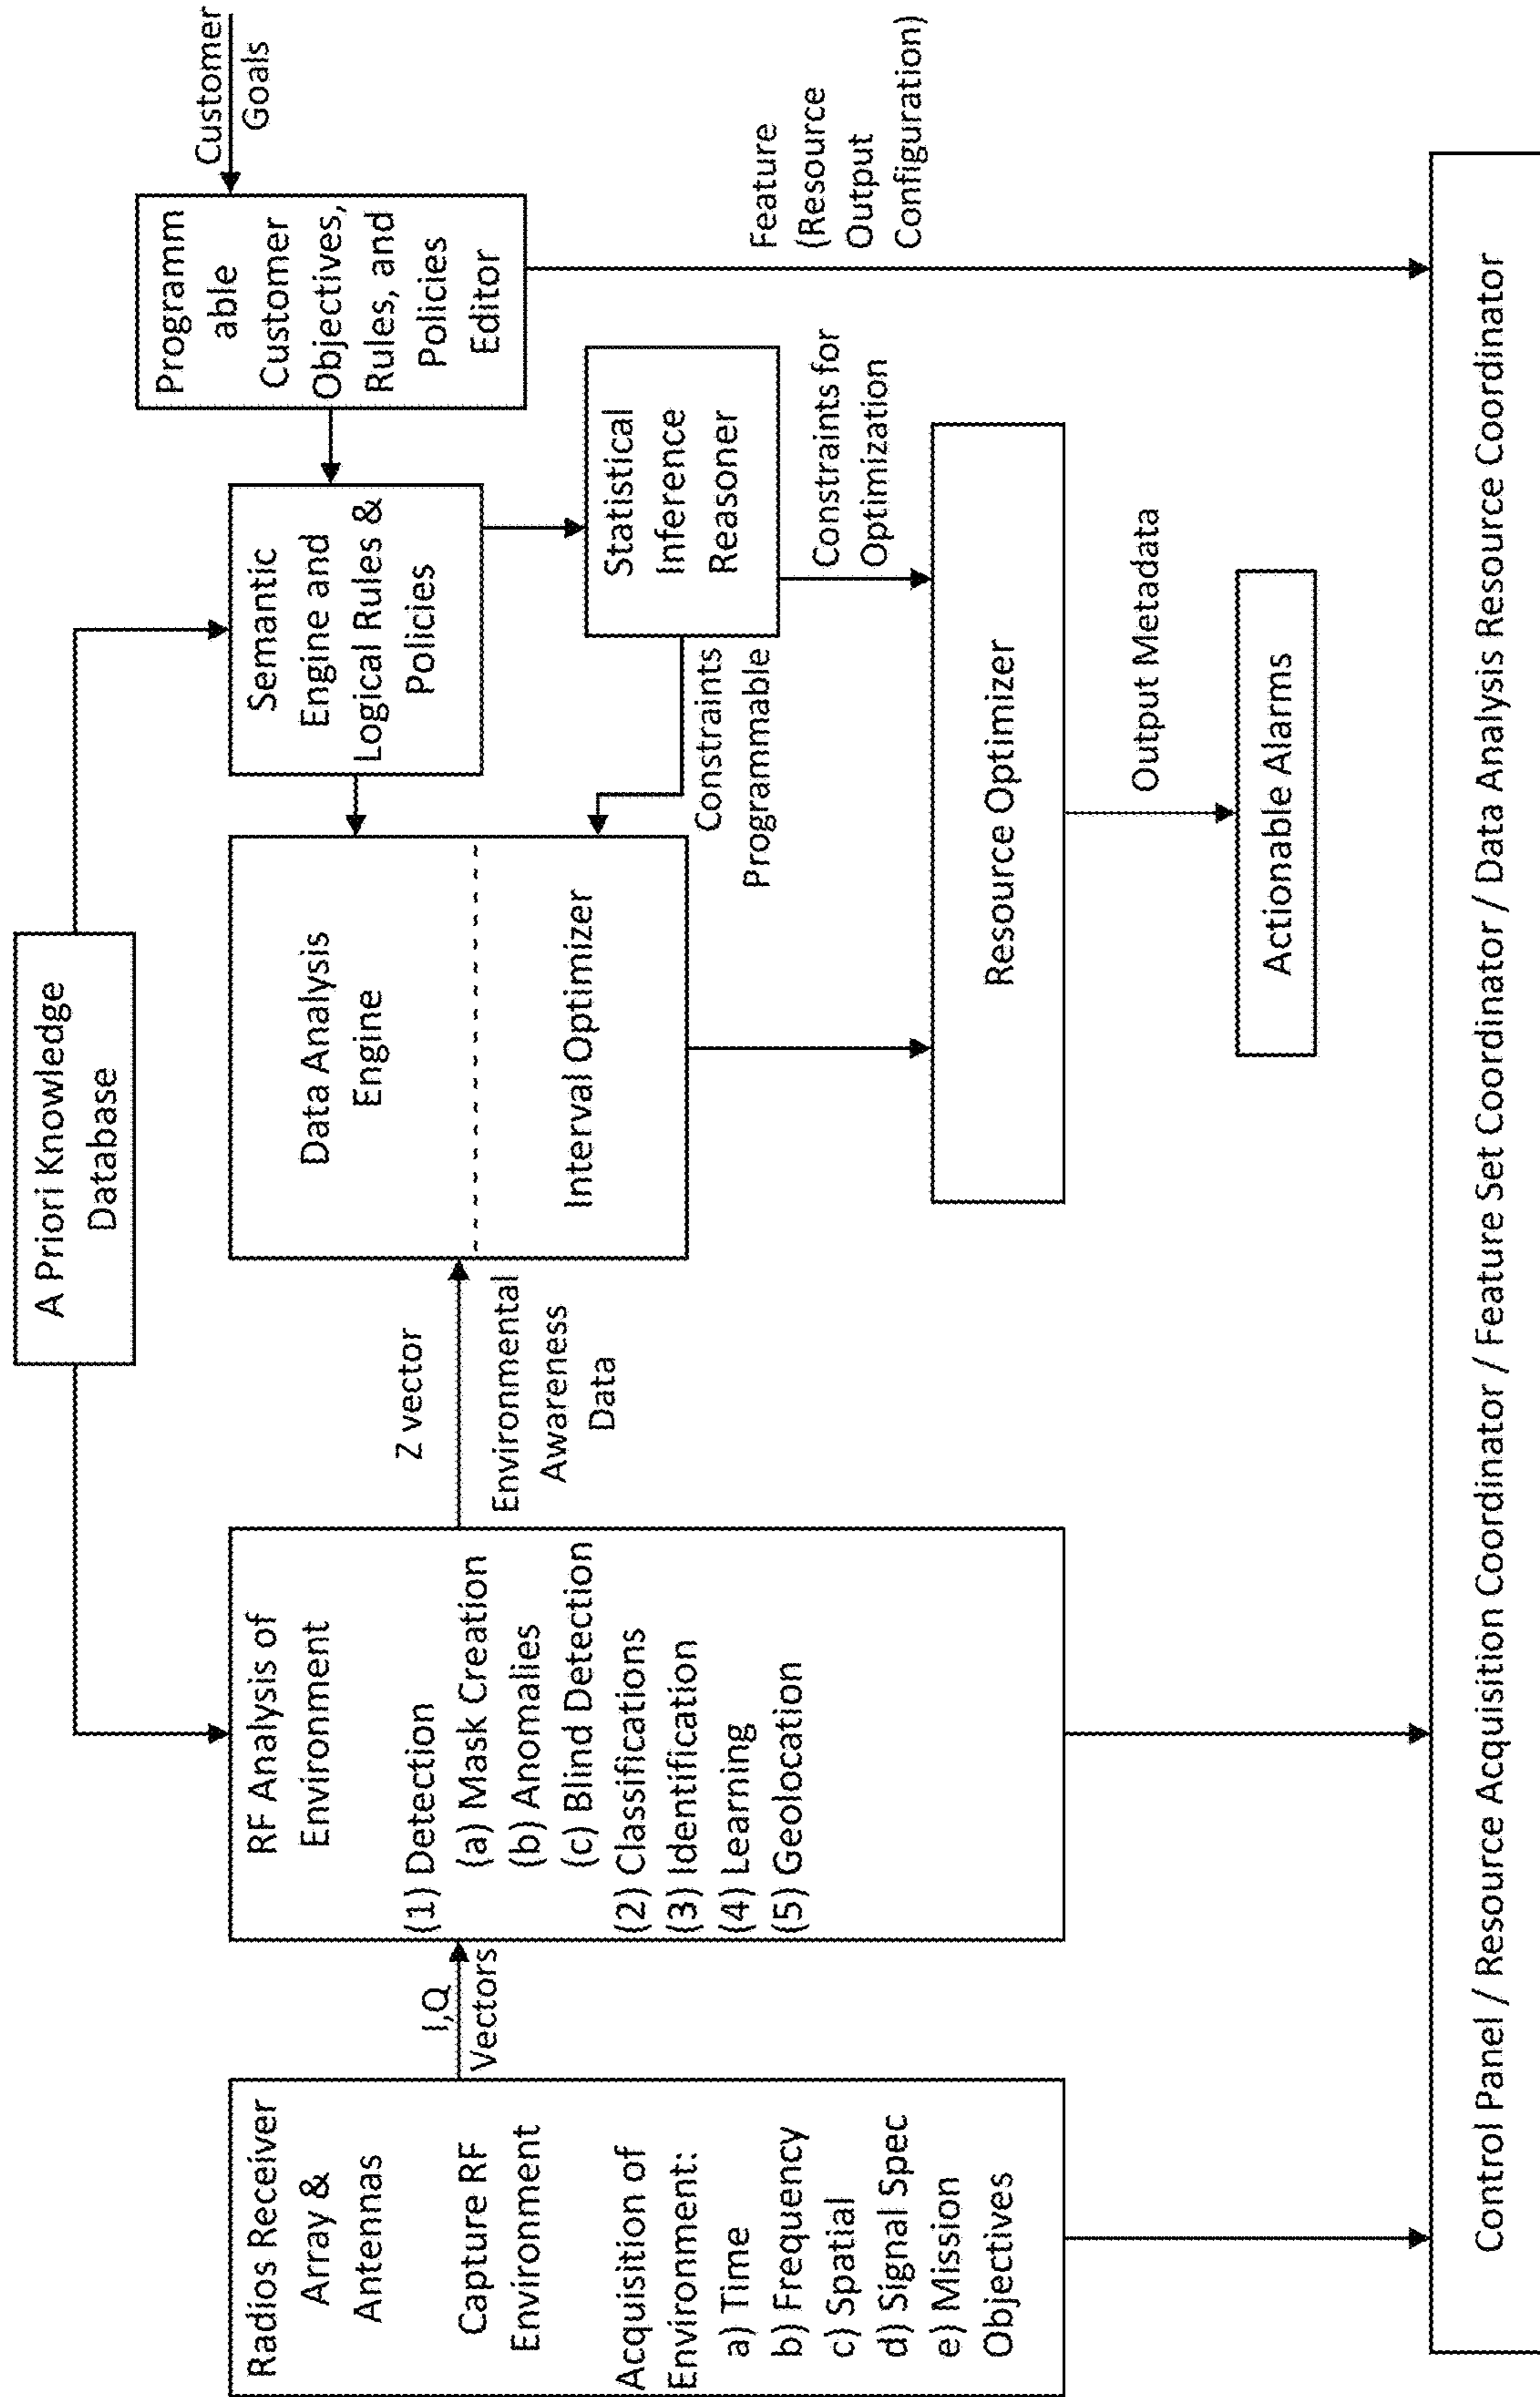 A Priori Knowledge
Database
Radios Receiver
Array &
Antennas
Capture RF
Environment
Acquisition of
Environment:
a) Time
b) Frequency
c) Spatial
d) Signal Spec
e) Mission
Objectives
I,Q
Vectors
RF Analysis of
Environment
(1) Detection
(a) Mask Creation
(b) Anomalies
(c) Blind Detection
(2) Classifications
(3) Identification
(4) Learning
(5) Geolocation
Z vector
Environmental
Awareness
Data
Data Analysis
Engine
Interval Optimizer
Semantic
Engine and
Logical Rules &
Policies
Programm
able
Customer
Objectives,
Rules, and
Policies
Editor
Customer
Goals
Statistical
Inference
Reasoner
Constraints
Programmable
Constraints for
Optimization
Feature
(Resource
Output
Configuration)
Resource Optimizer
Output Metadata
Actionable Alarms
Control Panel / Resource Acquisition Coordinator / Feature Set Coordinator / Data Analysis Resource Coordinator